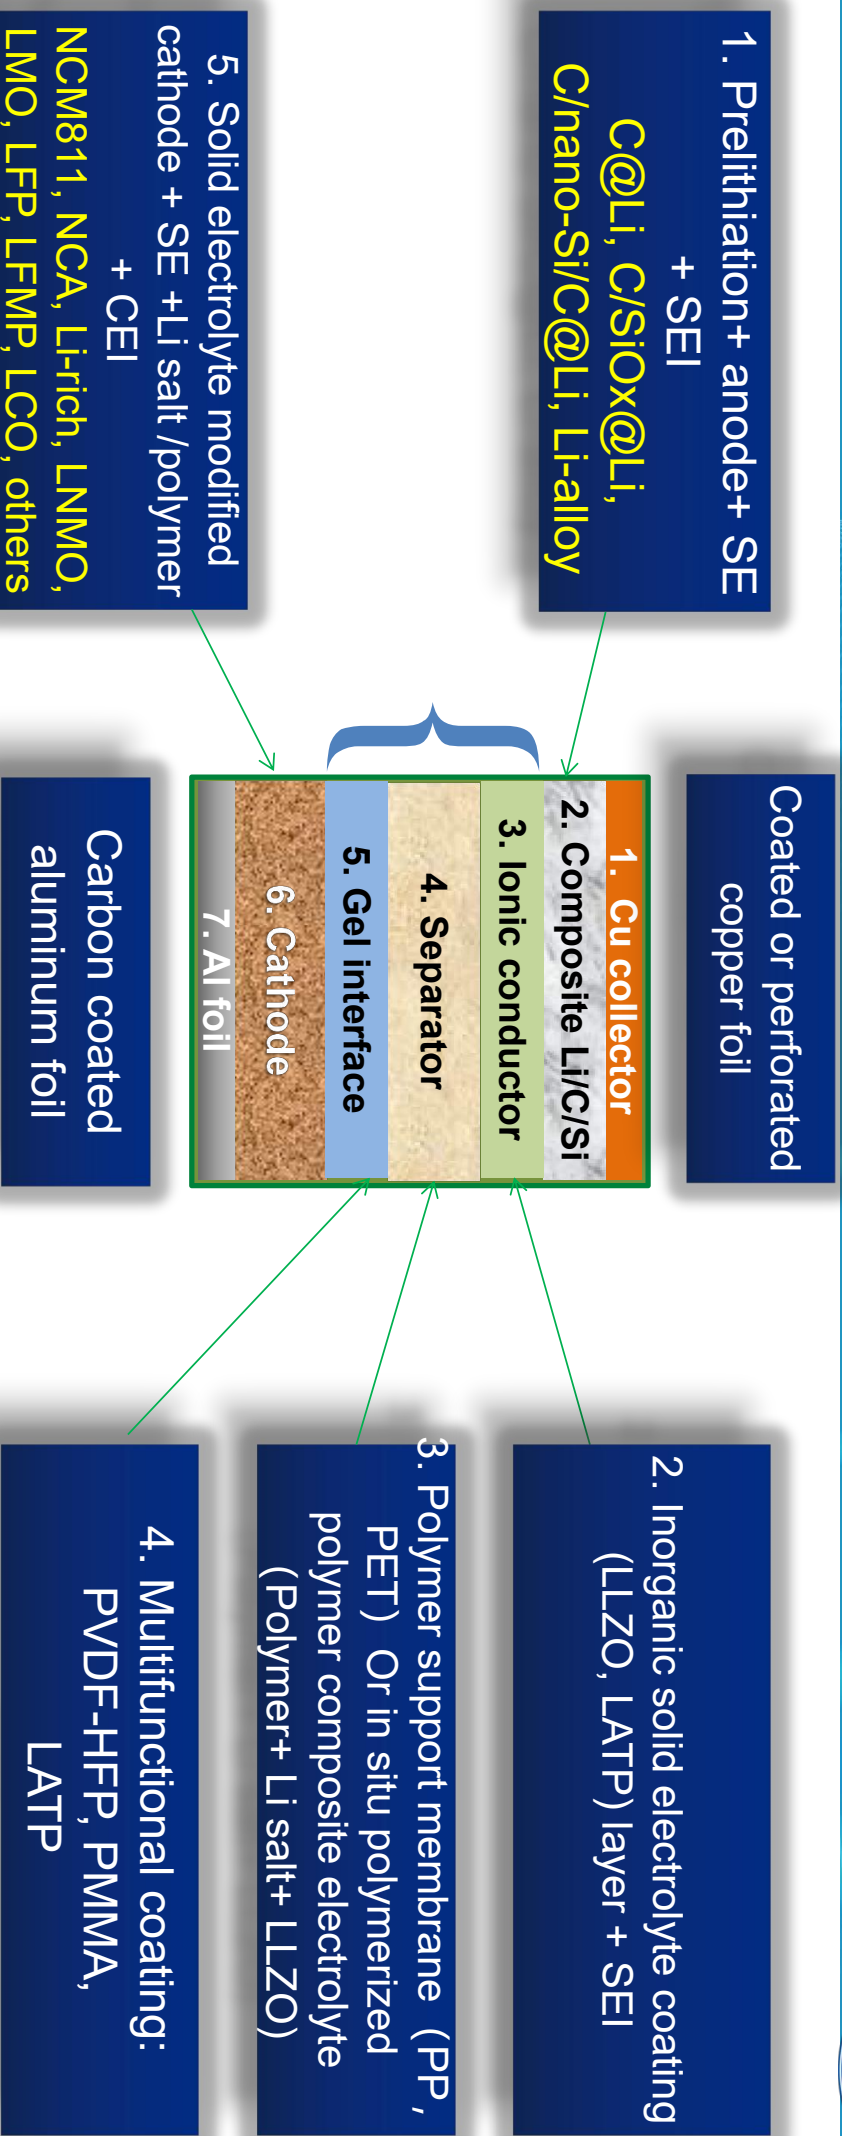 1. Prelithiation+ anode+ SE
+ SEI
C@Li, C/SiOx@Li,
C/nano-Si/C@Li, Li-alloy
5. Solid electrolyte modified
cathode + SE +Li salt /polymer
+ CEI
NCM811, NCA, Li-rich, LNMO,
LMO, LFP, LFMP, LCO, others
Coated or perforated
copper foil
1. Cu collector
2. Composite Li/C/Si
3. Ionic conductor
4. Separator
5. Gel interface
6. Cathode
7. Al foil
Carbon coated
aluminum foil
2. Inorganic solid electrolyte coating
(LLZO, LATP) layer + SEI
3. Polymer support membrane（PP,
PET）Or in situ polymerized
polymer composite electrolyte
(Polymer+ Li salt+ LLZO)
4. Multifunctional coating:
PVDF-HFP, PMMA,
LATP